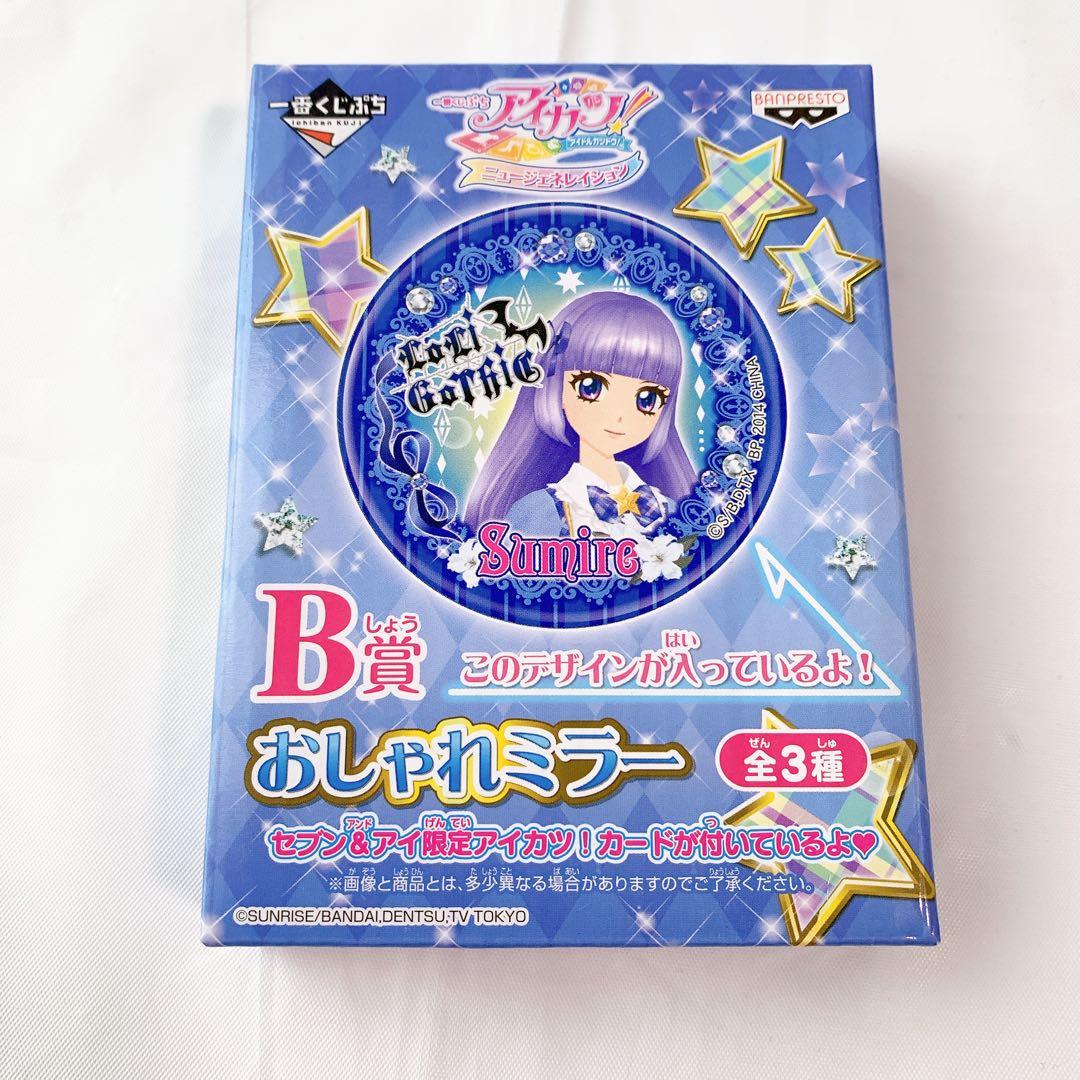 一番くじぷち
Ichiban KUJI
一番くじぷち
アイカツ!
アイドルカツドウ!
ニュージェネレイション
BANPRESTO
LoLi
GoThiC
Sumire
©S/B,D,TX BP. 2014 CHINA
B賞
しょう
はい
このデザインが入っているよ!
おしゃれミラー
ぜん しゅ
全3種
アンド げんてい つ
セブン&アイ限定アイカツ!カードが付いているよ♥
がぞう しょうひん たしょうこと ばあい りょうしょう
※画像と商品とは、多少異なる場合がありますのでご了承ください。
©SUNRISE/BANDAI,DENTSU,TV TOKYO